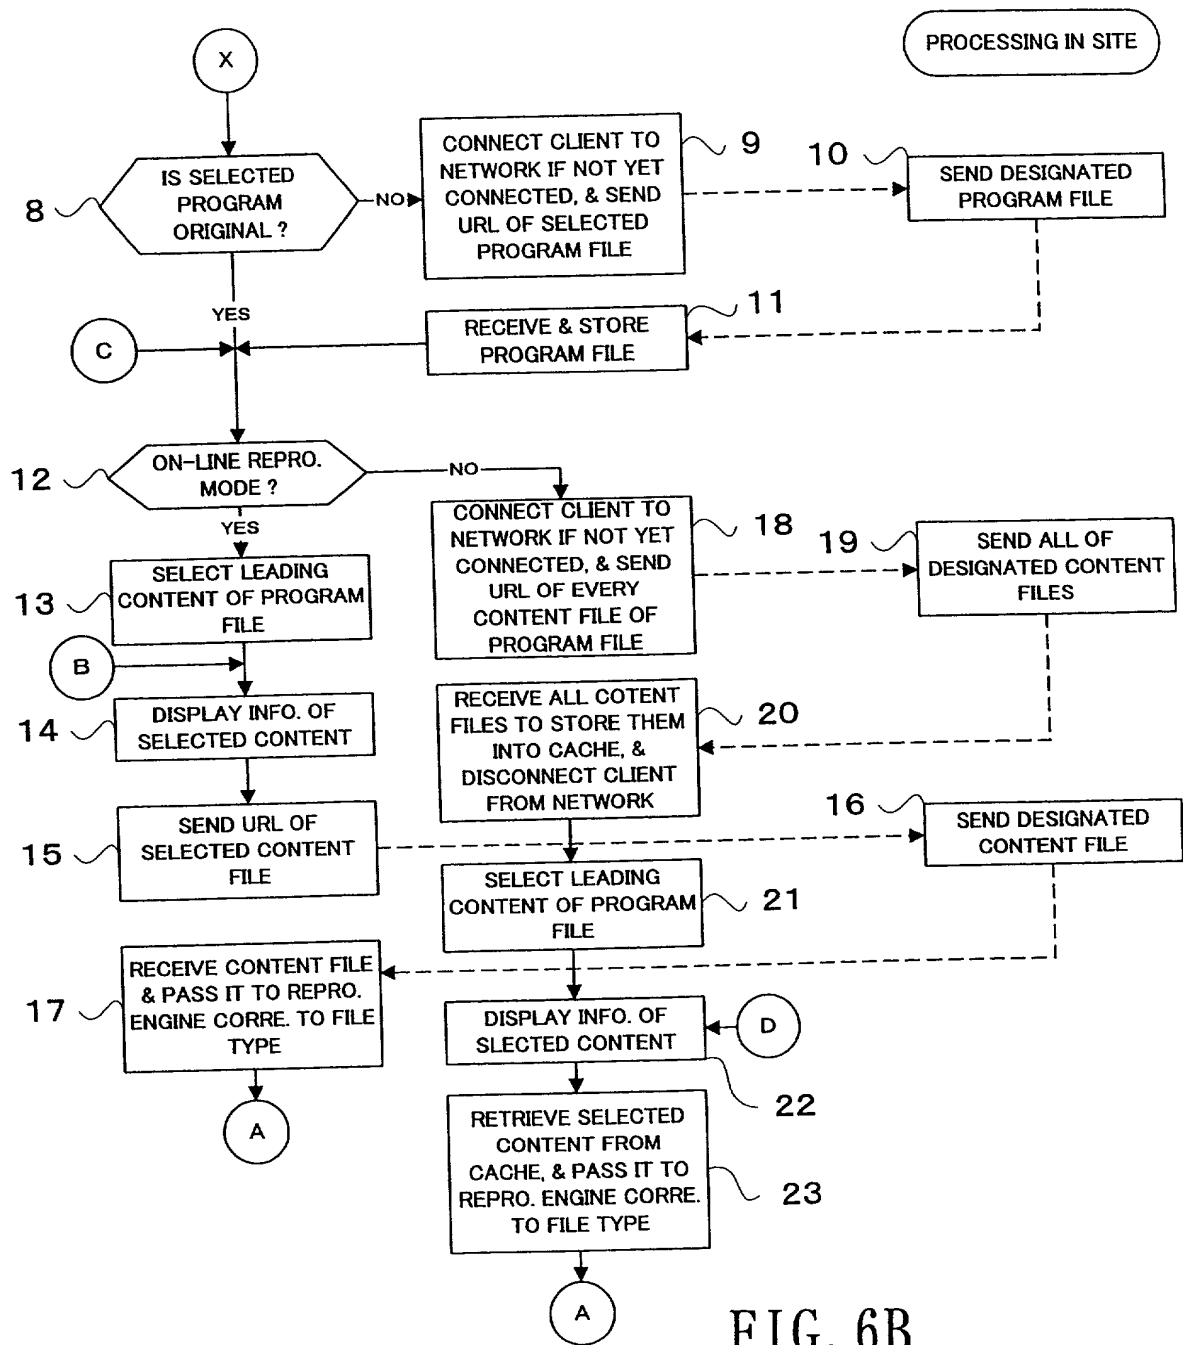 X
PROCESSING IN SITE
8
IS SELECTED
PROGRAM
ORIGINAL ?
NO
CONNECT CLIENT TO
NETWORK IF NOT YET
CONNECTED, & SEND
URL OF SELECTED
PROGRAM FILE
9
10
SEND DESIGNATED
PROGRAM FILE
YES
C
RECEIVE & STORE
PROGRAM FILE
11
12
ON-LINE REPRO.
MODE ?
NO
YES
CONNECT CLIENT TO
NETWORK IF NOT YET
CONNECTED, & SEND
URL OF EVERY
CONTENT FILE OF
PROGRAM FILE
18
19
SEND ALL OF
DESIGNATED CONTENT
FILES
13
SELECT LEADING
CONTENT OF PROGRAM
FILE
B
14
DISPLAY INFO. OF
SELECTED CONTENT
RECEIVE ALL COTENT
FILES TO STORE THEM
INTO CACHE, &
DISCONNECT CLIENT
FROM NETWORK
20
15
SEND URL OF
SELECTED CONTENT
FILE
16
SEND DESIGNATED
CONTENT FILE
SELECT LEADING
CONTENT OF PROGRAM
FILE
21
17
RECEIVE CONTENT FILE
& PASS IT TO REPRO.
ENGINE CORRE. TO FILE
TYPE
DISPLAY INFO. OF
SLECTED CONTENT
D
22
A
RETRIEVE SELECTED
CONTENT FROM
CACHE, & PASS IT TO
REPRO. ENGINE CORRE.
TO FILE TYPE
23
A
FIG. 6B